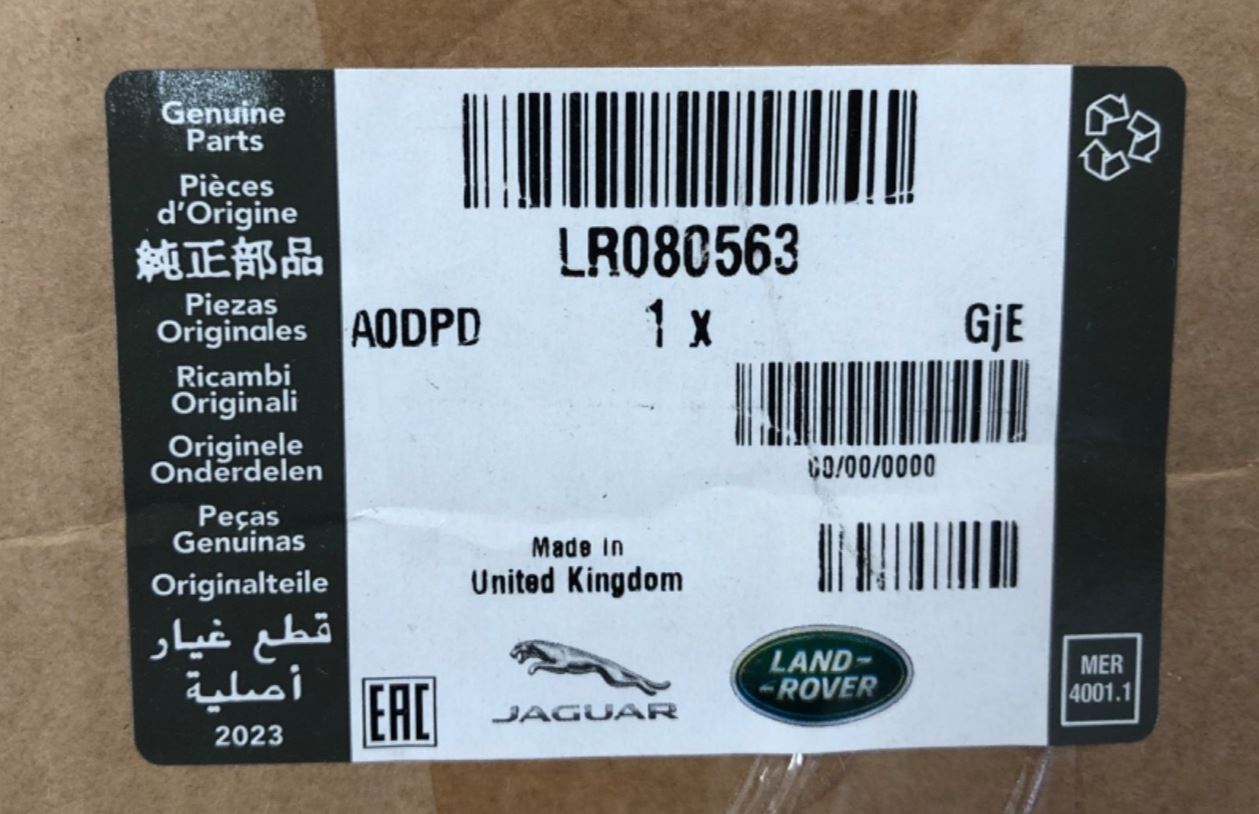 Genuine
Parts
Pièces
d'Origine
純正部品
Piezas
Originales
Ricambi
Originali
Originele
Onderdelen
Peças
Genuinas
Originalteile
قطع غيار
أصلية
2023
LR080563
A0DPD 1 x GjE
00/00/0000
Made in
United Kingdom
EAC
JAGUAR
LAND-
-ROVER
MER
4001.1